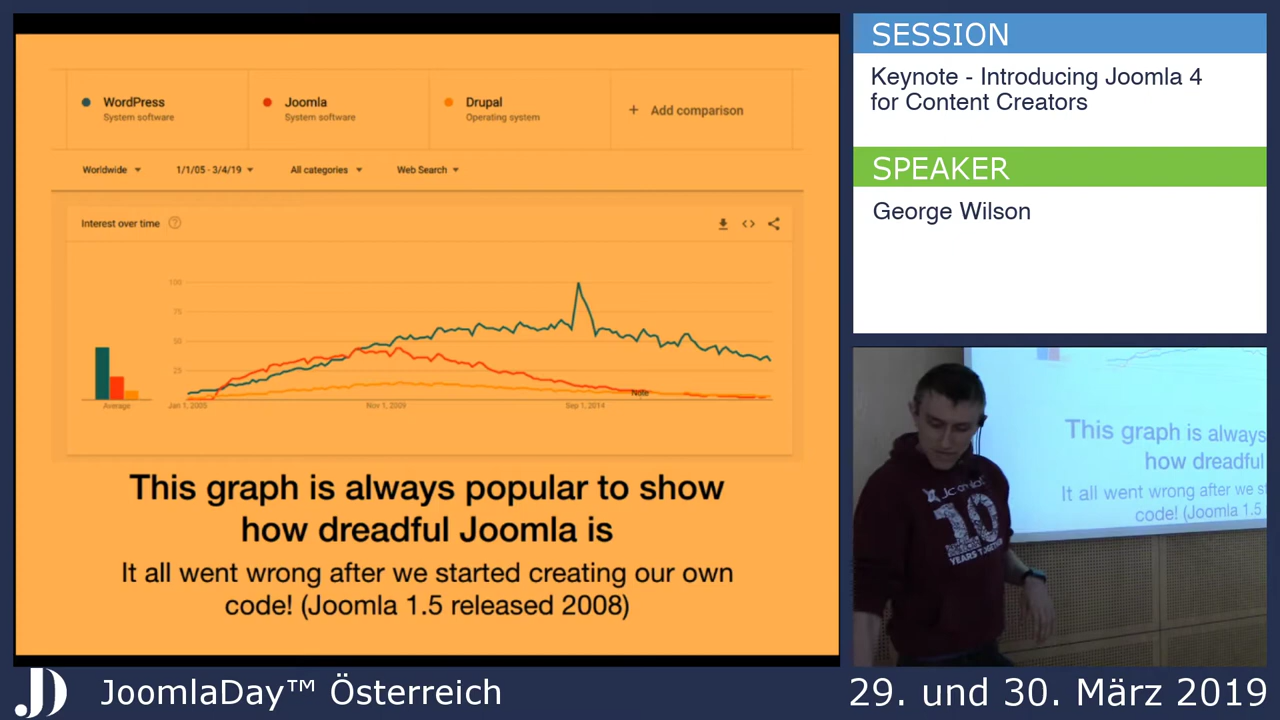 WordPress
System software
Joomla
System software
Drupal
Operating system
+ Add comparison
Worldwide
1/1/05 - 3/4/19
All categories
Web Search
Interest over time
100
75
50
25
Average
Jan 1, 2005
Nov 1, 2009
Sep 1, 2014
Note
This graph is always popular to show
how dreadful Joomla is
It all went wrong after we started creating our own
code! (Joomla 1.5 released 2008)
SESSION
Keynote - Introducing Joomla 4
for Content Creators
SPEAKER
George Wilson
This graph is always
how dreadful
It all went wrong after we s
code! (Joomla 1.5
10
YEARS TOGETHER
JoomlaDay™ Österreich
29. und 30. März 2019